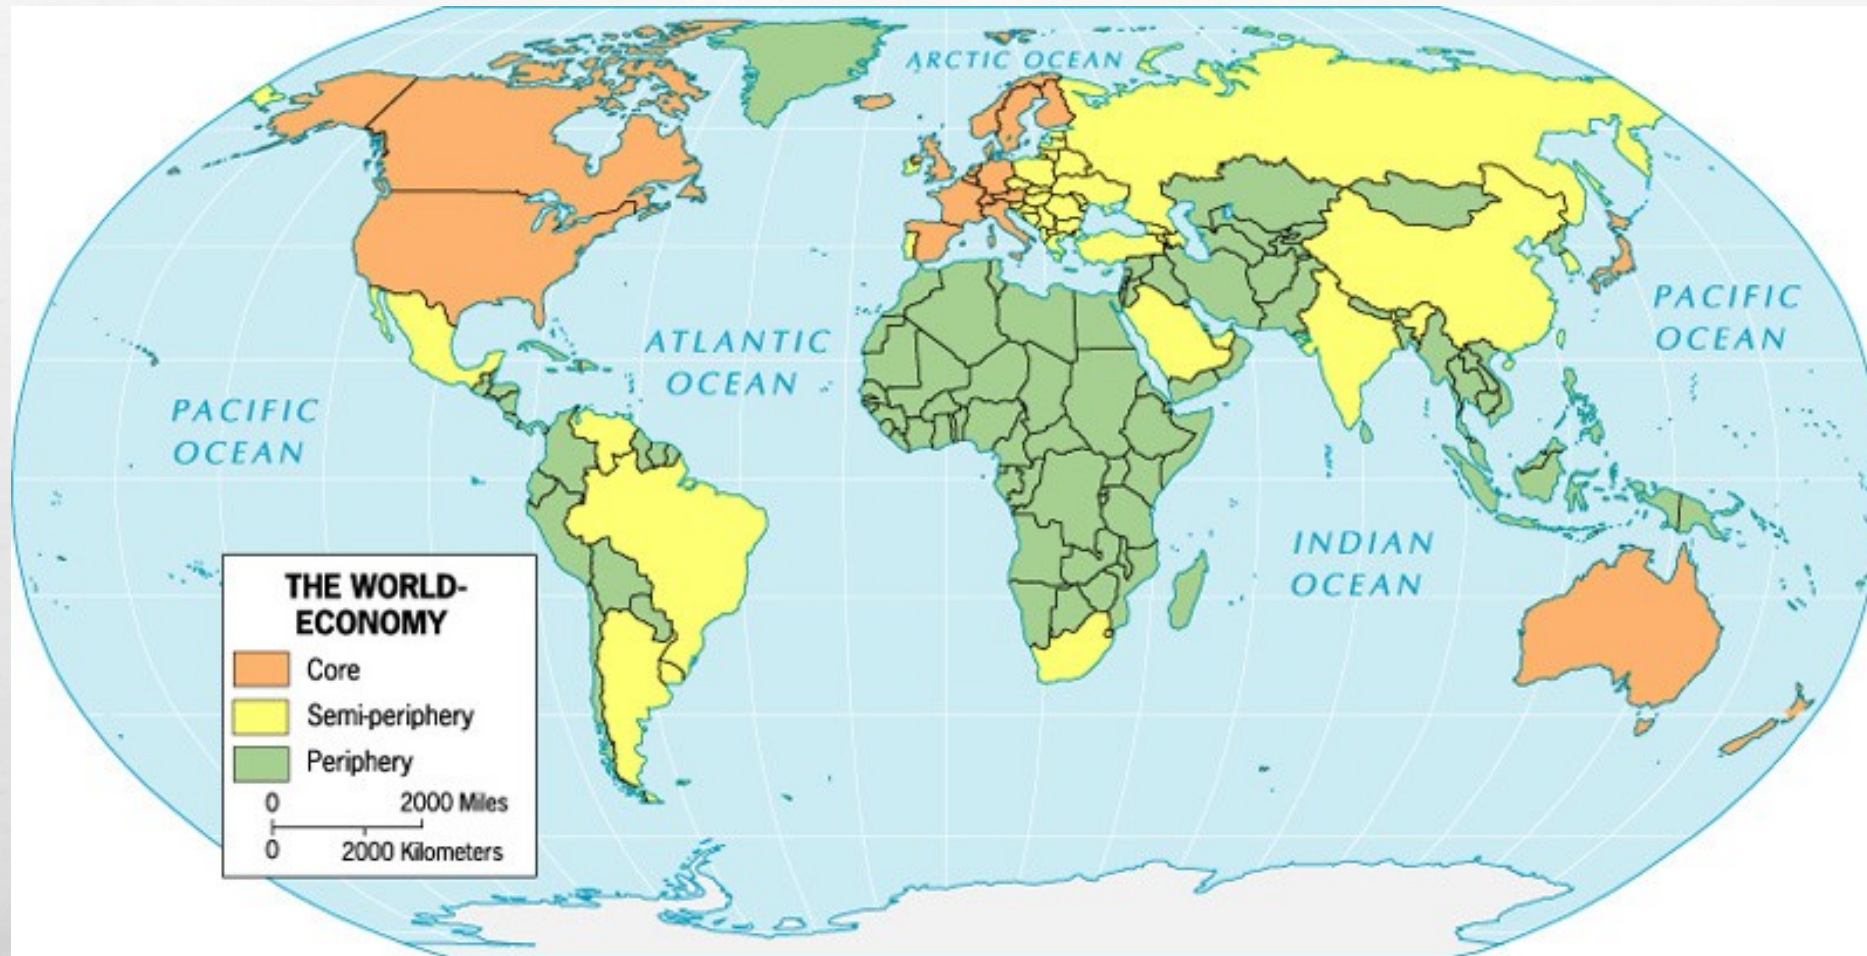 ARCTIC OCEAN
ATLANTIC
OCEAN
PACIFIC
OCEAN
PACIFIC
OCEAN
INDIAN
OCEAN
THE WORLD-
ECONOMY
Core
Semi-periphery
Periphery
0 2000 Miles
0 2000 Kilometers